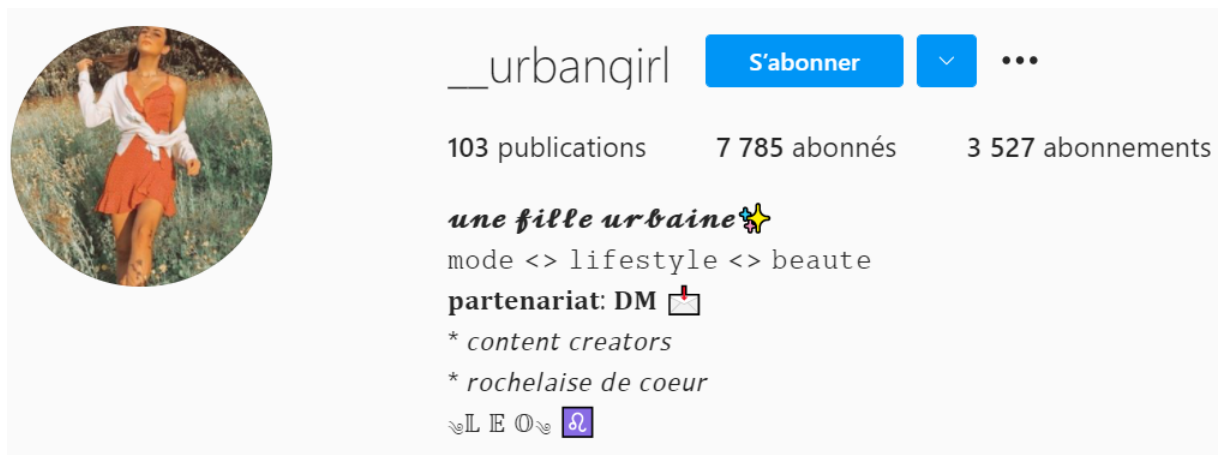 __urbangirl S'abonner
103 publications 7 785 abonnés 3 527 abonnements
une fille urbaine✨
mode <> lifestyle <> beaute
partenariat: DM 📩
* content creators
* rochelaise de coeur
༄𝕃 𝔼 𝕆༄ ♌